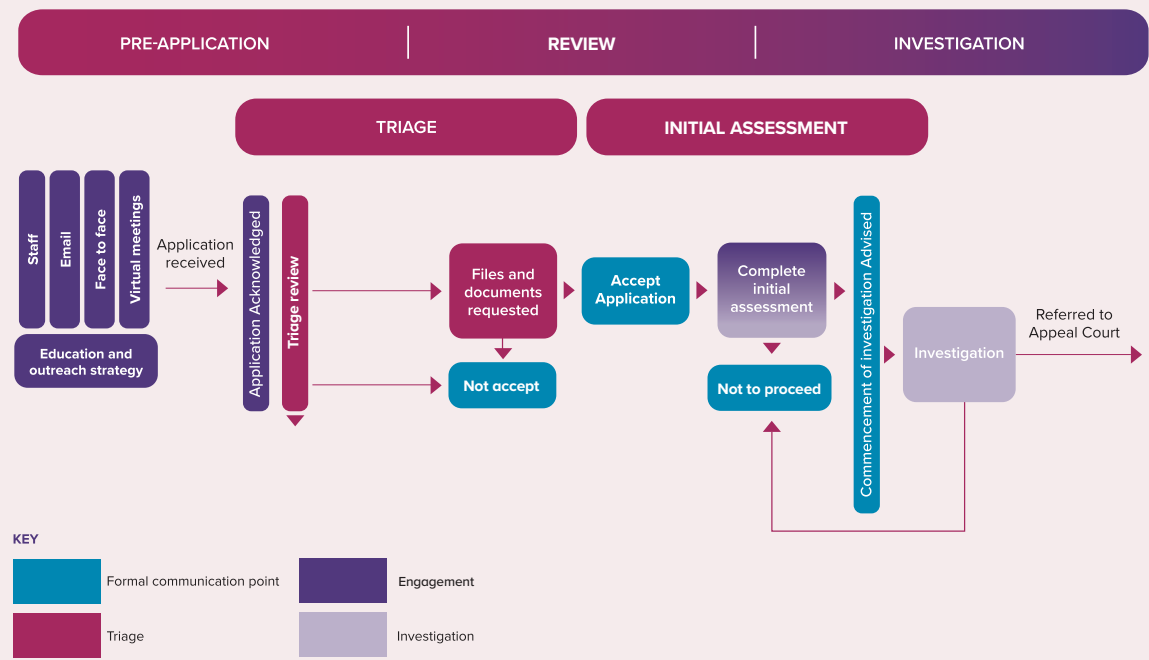 PRE-APPLICATION
REVIEW
INVESTIGATION
TRIAGE
INITIAL ASSESSMENT
Staff
Email
Face to face
Virtual meetings
Education and
outreach strategy
Application
received
Application Acknowledged
Triage review
Files and
documents
requested
Not accept
Accept
Application
Complete
initial
assessment
Not to proceed
Commencement of investigation Advised
Investigation
Referred to
Appeal Court
KEY
Formal communication point
Engagement
Triage
Investigation